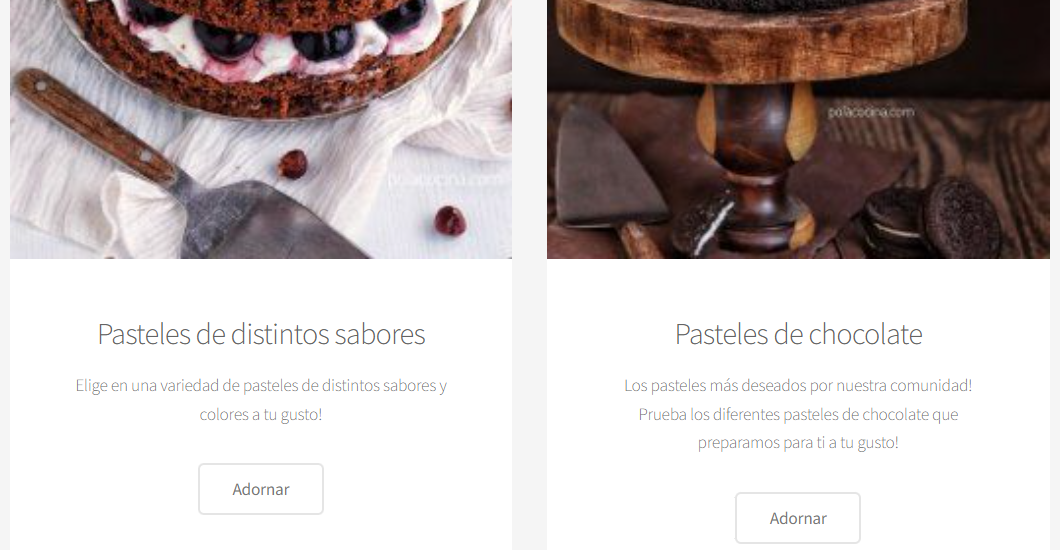 polacocina.com
polacocina.com
Pasteles de distintos sabores
Elige en una variedad de pasteles de distintos sabores y
colores a tu gusto!
Adornar
Pasteles de chocolate
Los pasteles más deseados por nuestra comunidad!
Prueba los diferentes pasteles de chocolate que
preparamos para ti a tu gusto!
Adornar